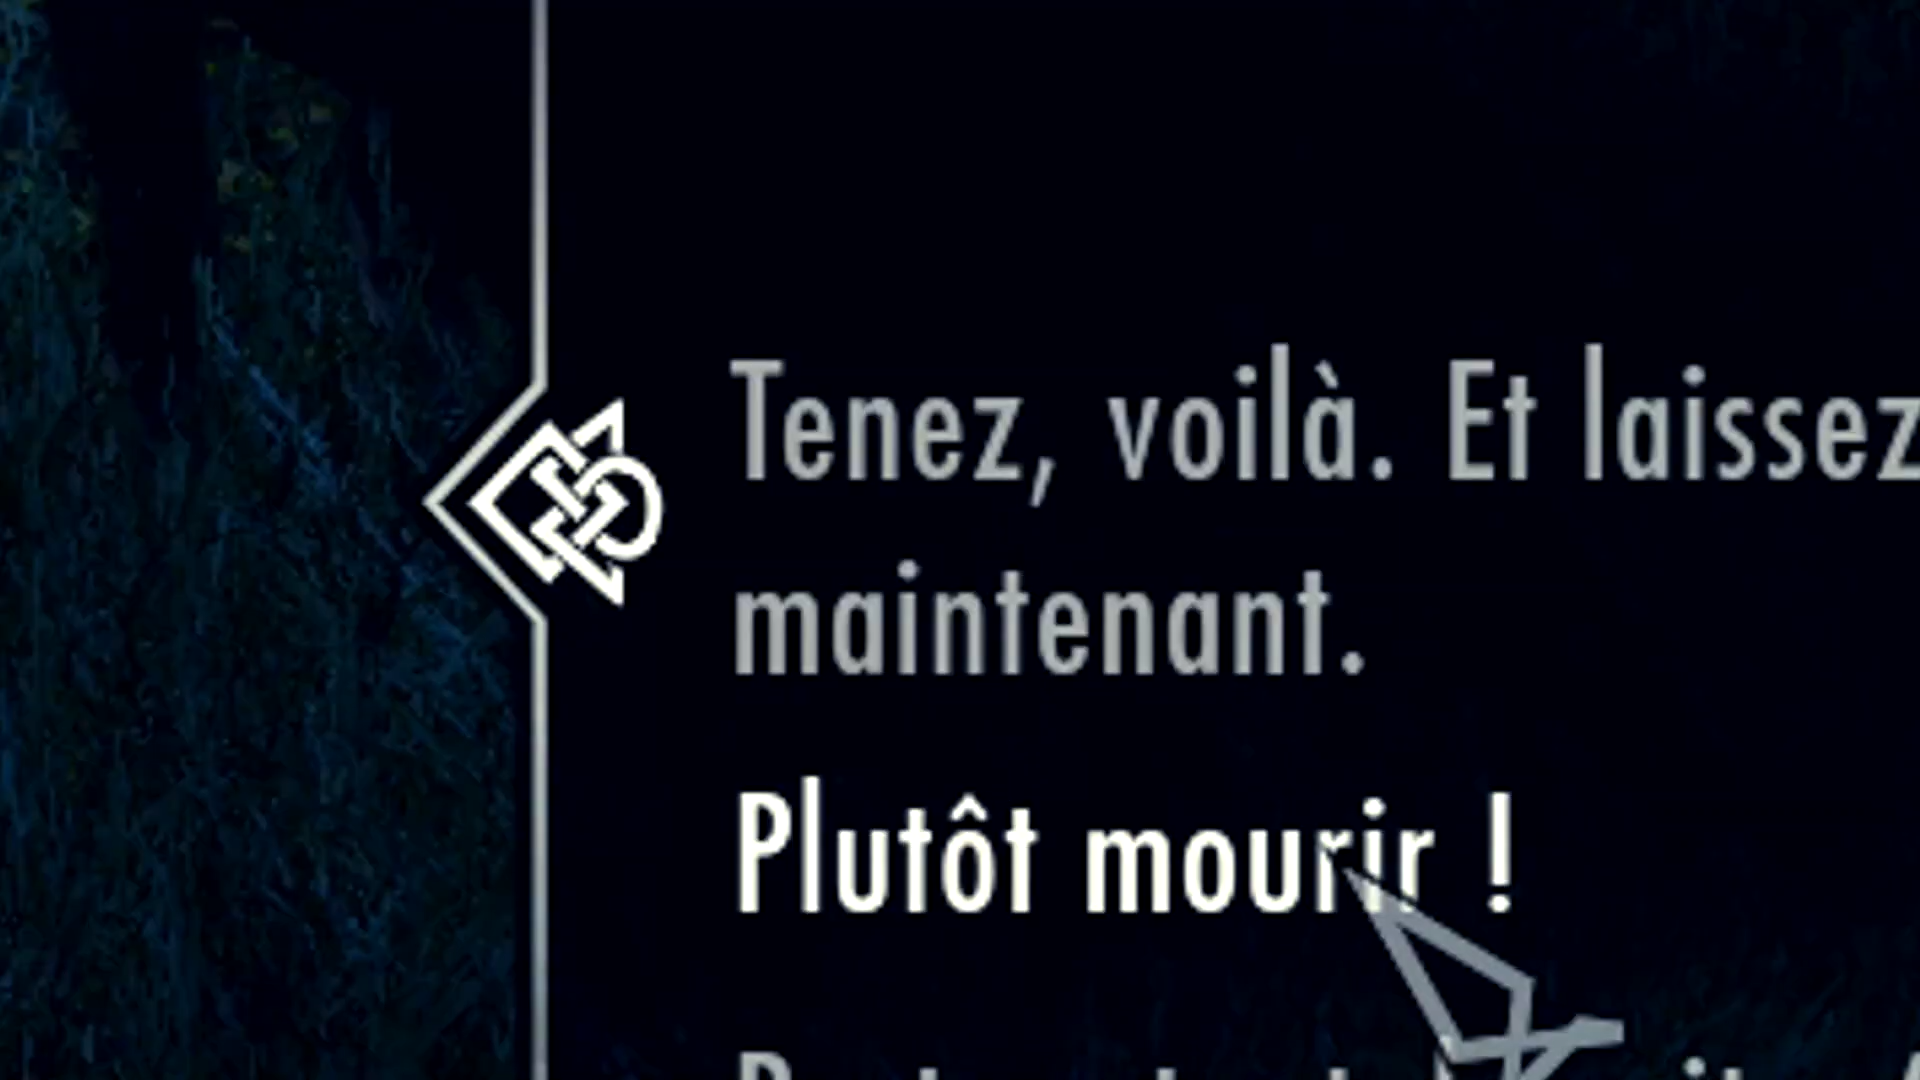 Tenez, voilà. Et laissez
maintenant.
Plutôt mourir !